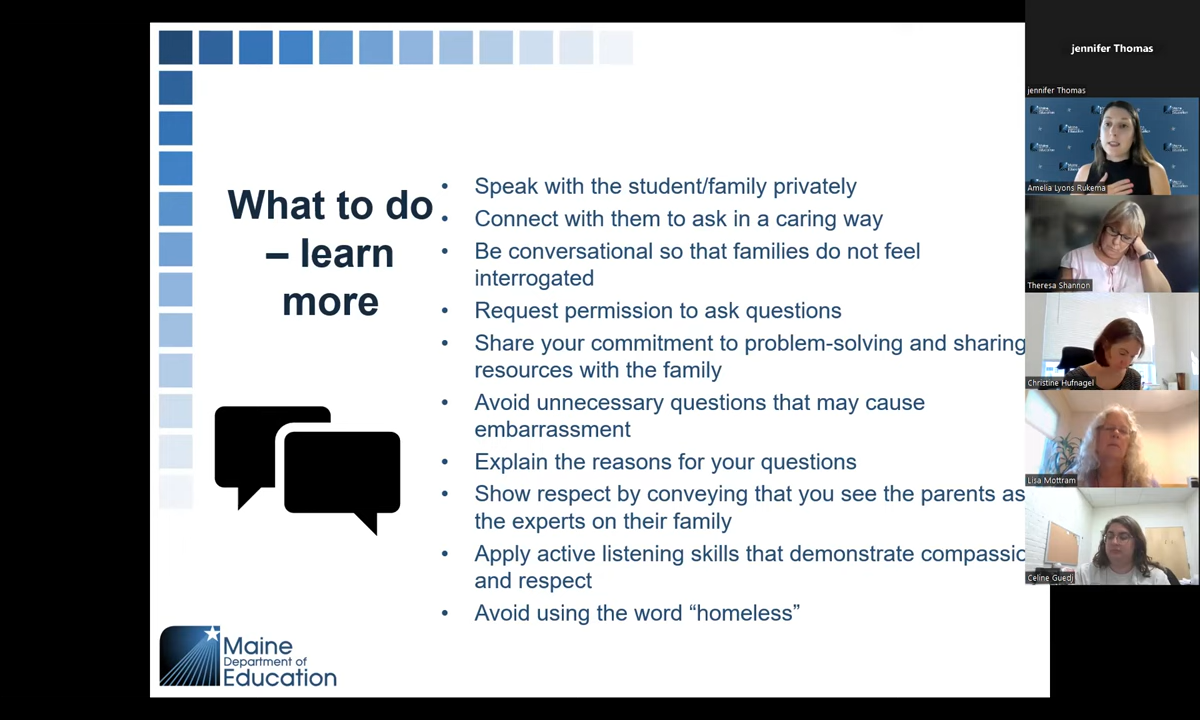 What to do
– learn
more
• Speak with the student/family privately
• Connect with them to ask in a caring way
• Be conversational so that families do not feel
interrogated
• Request permission to ask questions
• Share your commitment to problem-solving and sharing
resources with the family
• Avoid unnecessary questions that may cause
embarrassment
• Explain the reasons for your questions
• Show respect by conveying that you see the parents as
the experts on their family
• Apply active listening skills that demonstrate compassio
and respect
• Avoid using the word “homeless”
Maine
Department of
Education
jennifer Thomas
jennifer Thomas
Amelia Lyons Rukema
Theresa Shannon
Christine Hufnagel
Lisa Mottram
Celine Guedj